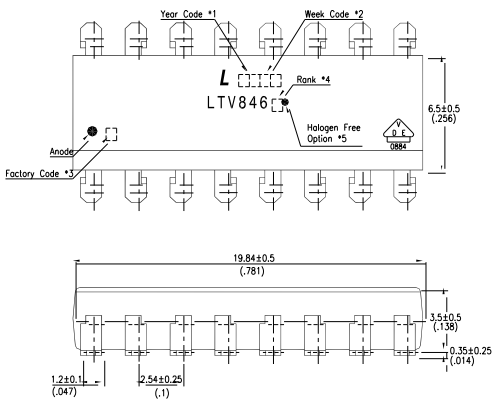 Year Code *1
Week Code *2
L
Rank *4
LTV846
6.5±0.5
(.256)
Halogen Free
Option *5
V
D E
0884
Anode
Factory Code *3
19.84±0.5
(.781)
3.5±0.5
(.138)
0.35±0.25
(.014)
1.2±0.1
(.047)
2.54±0.25
(.1)